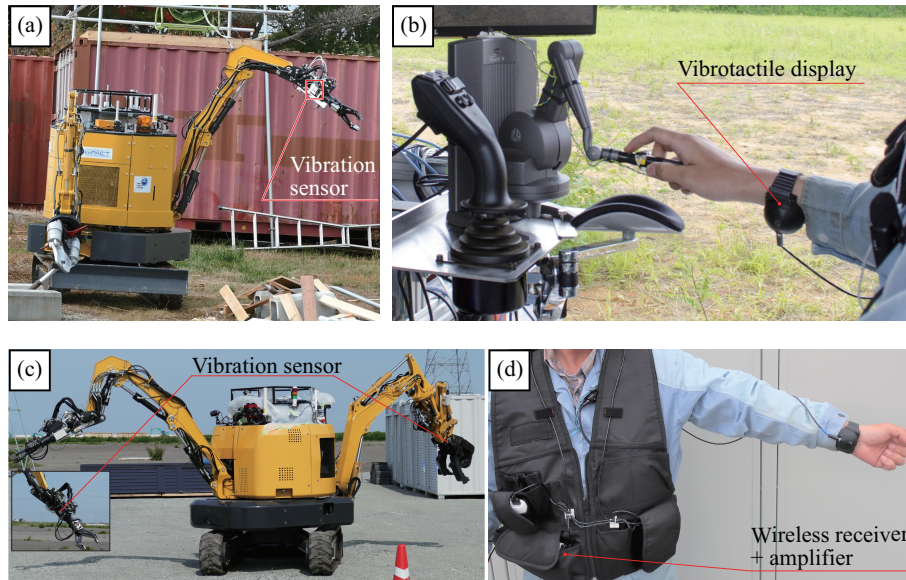 (a)
Vibration
sensor
(b)
Vibrotactile display
(c)
Vibration sensor
(d)
Wireless receiver
+ amplifier